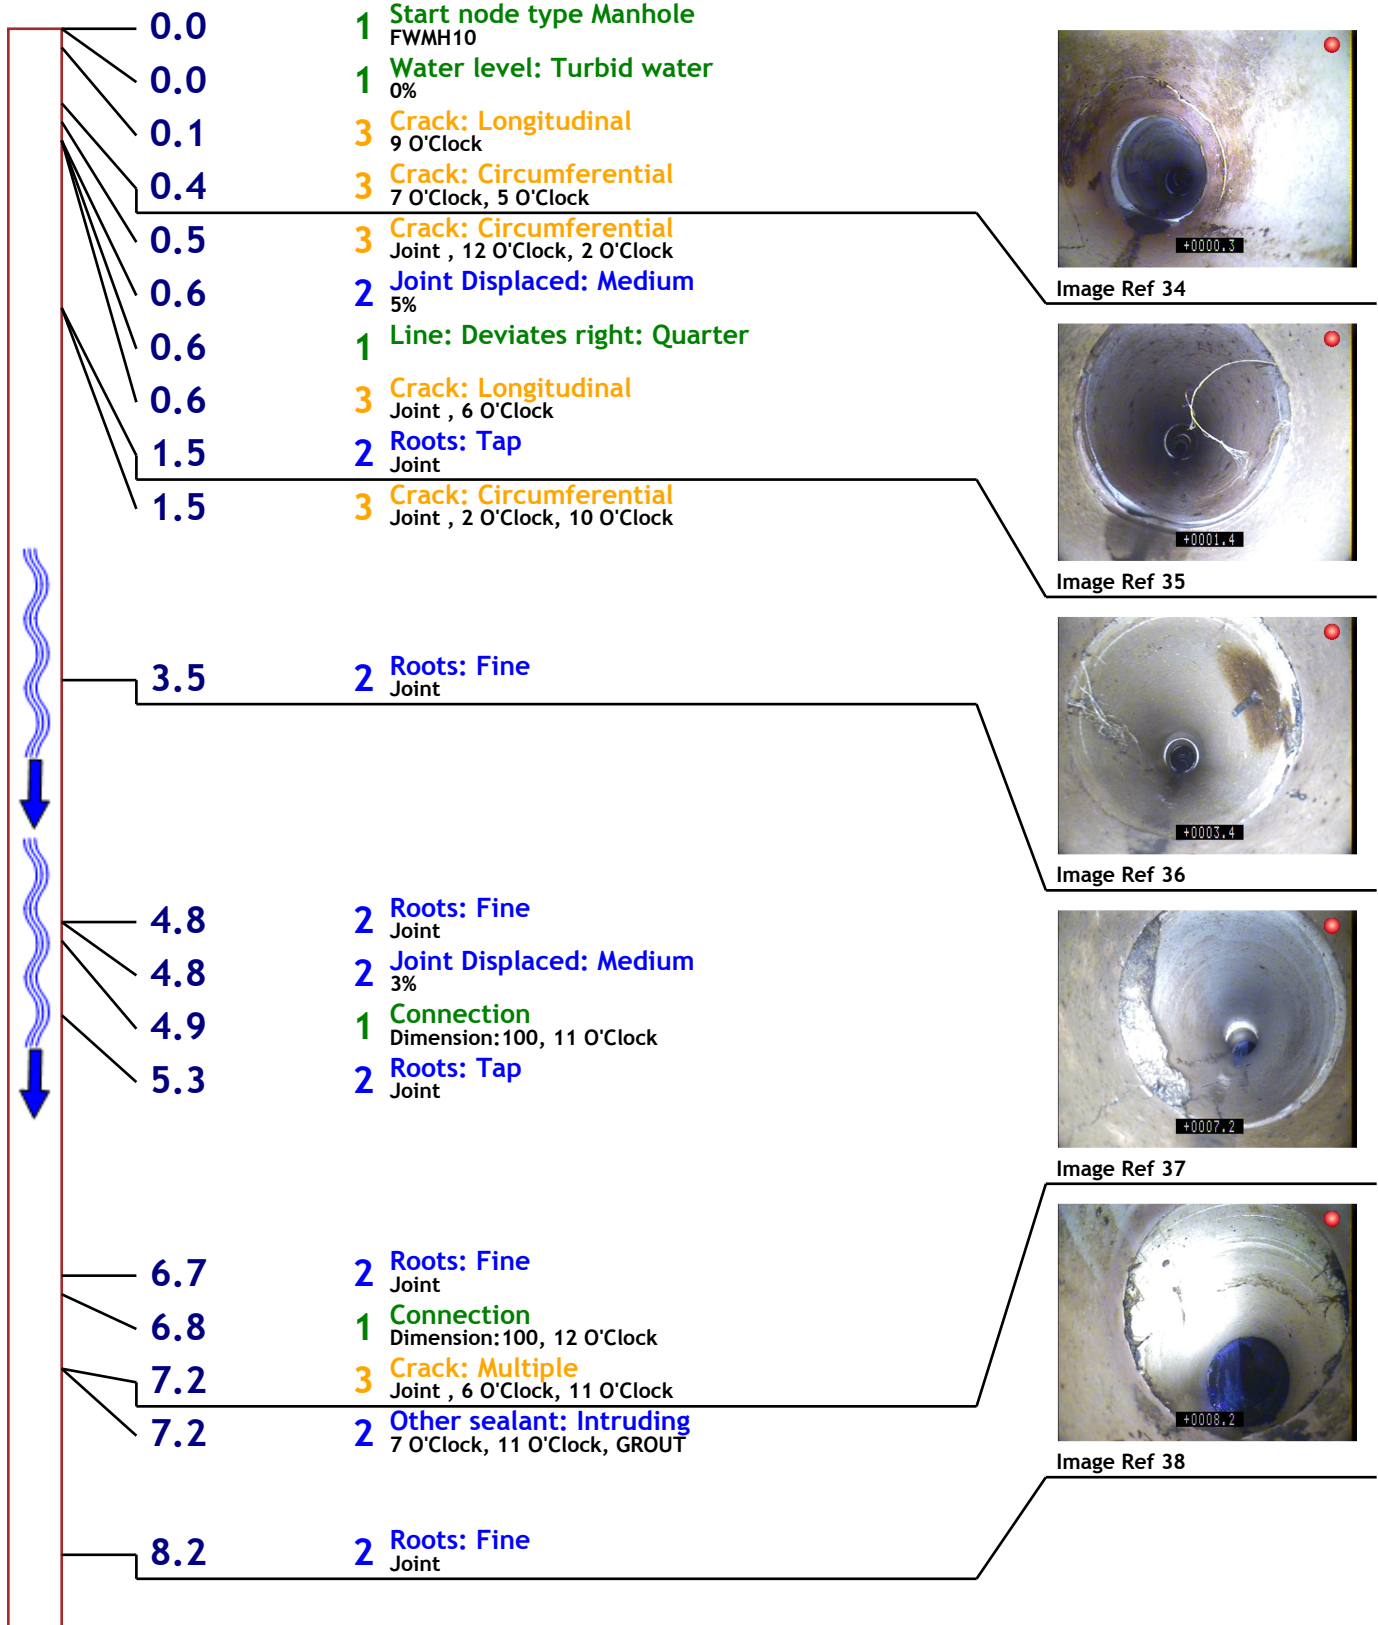 0.0 1 Start node type Manhole
FWMH10
0.0 1 Water level: Turbid water
0%
0.1 3 Crack: Longitudinal
9 O'Clock
0.4 3 Crack: Circumferential
7 O'Clock, 5 O'Clock
0.5 3 Crack: Circumferential
Joint , 12 O'Clock, 2 O'Clock
0.6 2 Joint Displaced: Medium
5%
0.6 1 Line: Deviates right: Quarter
0.6 3 Crack: Longitudinal
Joint , 6 O'Clock
1.5 2 Roots: Tap
Joint
1.5 3 Crack: Circumferential
Joint , 2 O'Clock, 10 O'Clock
3.5 2 Roots: Fine
Joint
4.8 2 Roots: Fine
Joint
4.8 2 Joint Displaced: Medium
3%
4.9 1 Connection
Dimension:100, 11 O'Clock
5.3 2 Roots: Tap
Joint
6.7 2 Roots: Fine
Joint
6.8 1 Connection
Dimension:100, 12 O'Clock
7.2 3 Crack: Multiple
Joint , 6 O'Clock, 11 O'Clock
7.2 2 Other sealant: Intruding
7 O'Clock, 11 O'Clock, GROUT
8.2 2 Roots: Fine
Joint
+0000.3
Image Ref 34
+0001.4
Image Ref 35
+0003.4
Image Ref 36
+0007.2
Image Ref 37
+0008.2
Image Ref 38